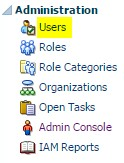 Administration
Users
Roles
Role Categories
Organizations
Open Tasks
Admin Console
IAM Reports